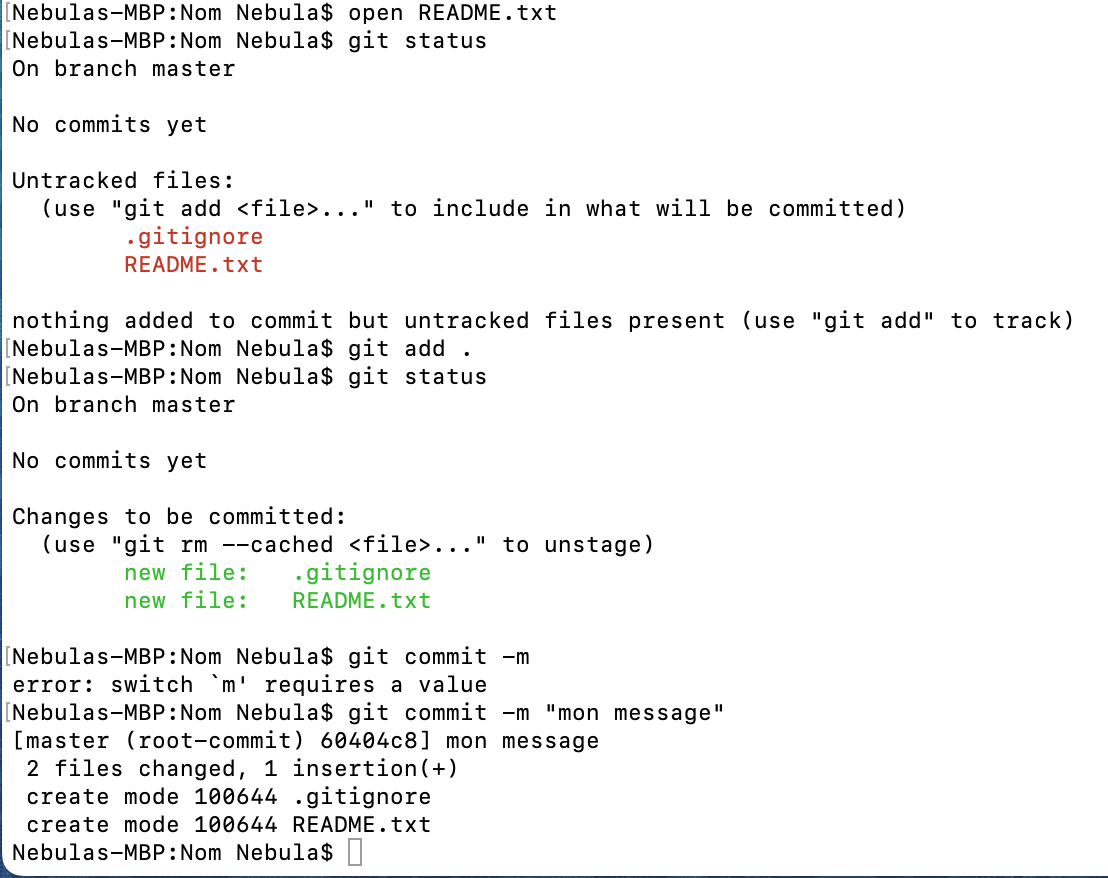 [Nebulas-MBP:Nom Nebula$ open README.txt
[Nebulas-MBP:Nom Nebula$ git status
On branch master
No commits yet
Untracked files:
  (use "git add <file>..." to include in what will be committed)
        .gitignore
        README.txt
nothing added to commit but untracked files present (use "git add" to track)
[Nebulas-MBP:Nom Nebula$ git add .
[Nebulas-MBP:Nom Nebula$ git status
On branch master
No commits yet
Changes to be committed:
  (use "git rm --cached <file>..." to unstage)
        new file:   .gitignore
        new file:   README.txt
[Nebulas-MBP:Nom Nebula$ git commit -m
error: switch `m' requires a value
[Nebulas-MBP:Nom Nebula$ git commit -m "mon message"
[master (root-commit) 60404c8] mon message
 2 files changed, 1 insertion(+)
 create mode 100644 .gitignore
 create mode 100644 README.txt
Nebulas-MBP:Nom Nebula$